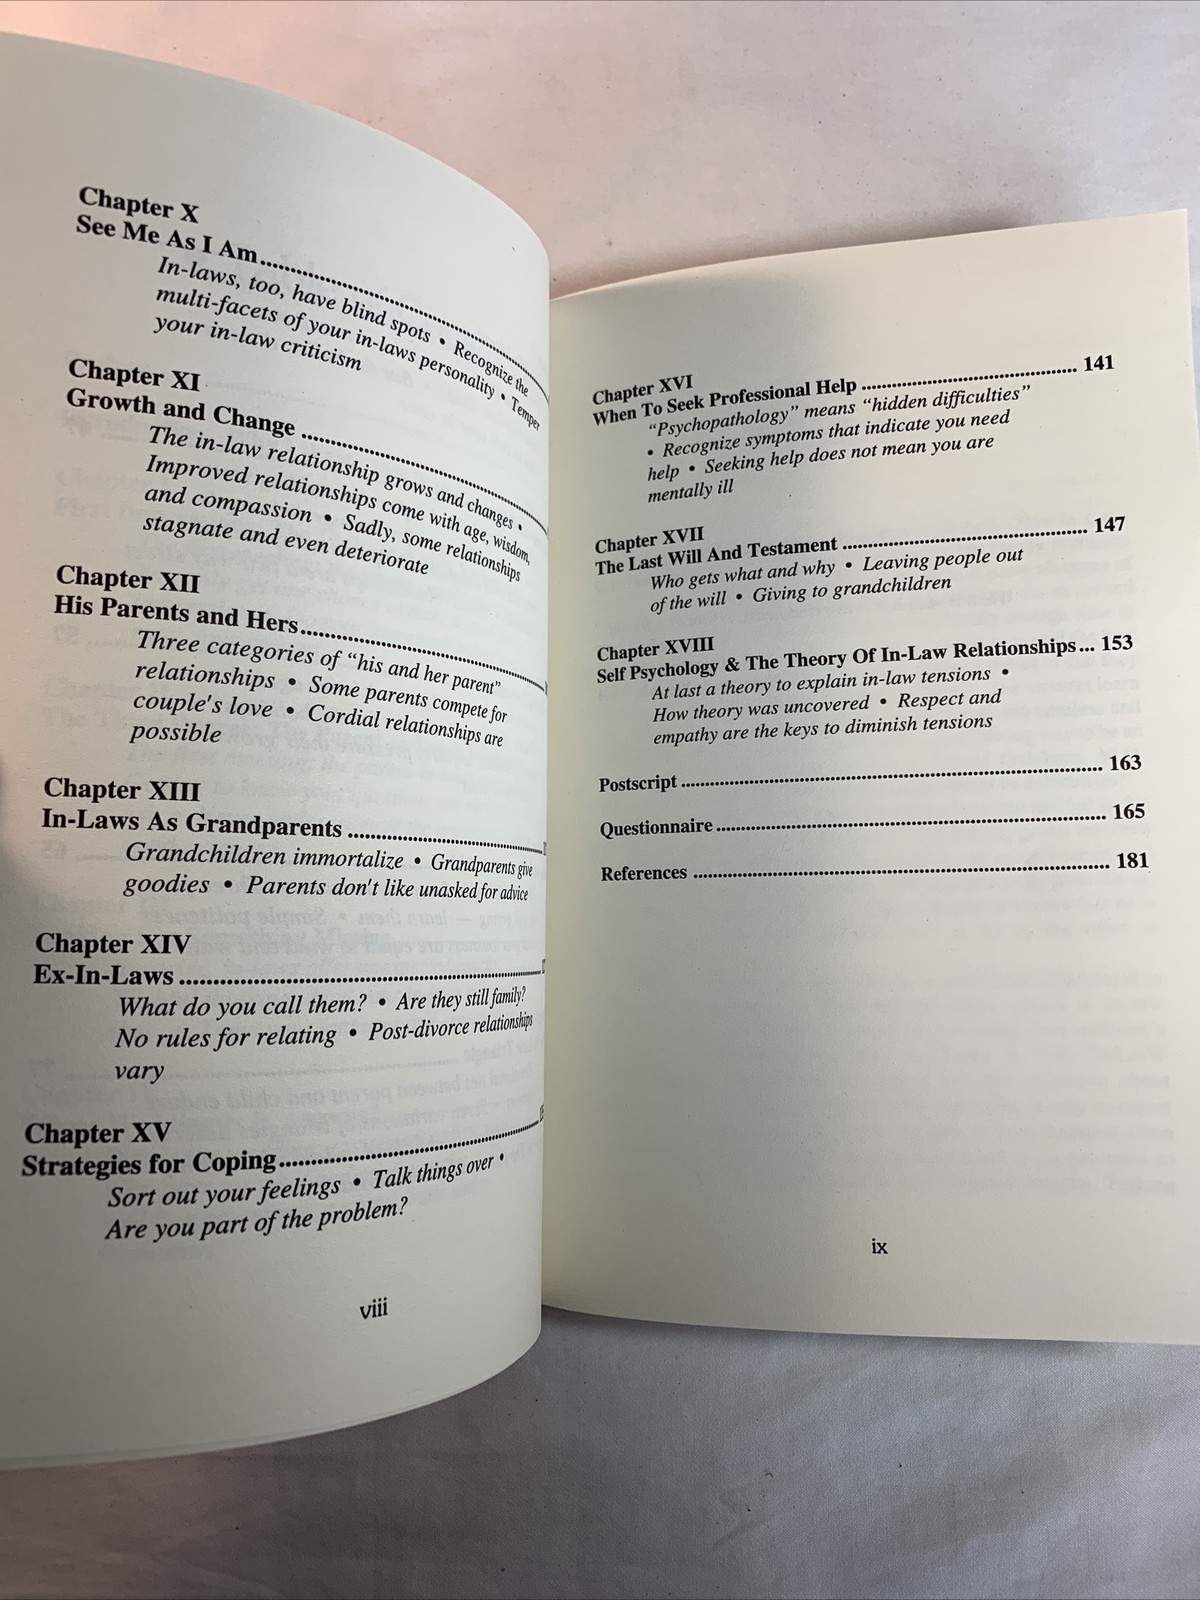 Chapter X
See Me As I Am..........
In-laws, too, have blind spots • Recognize the
multi-facets of your in-laws personality • Temper
your in-law criticism
Chapter XI
Growth and Change ..........
The in-law relationship grows and changes •
Improved relationships come with age, wisdom,
and compassion • Sadly, some relationships
stagnate and even deteriorate
Chapter XII
His Parents and Hers..........
Three categories of “his and her parent”
relationships • Some parents compete for
couple's love • Cordial relationships are
possible
Chapter XIII
In-Laws As Grandparents ..........
Grandchildren immortalize • Grandparents give
goodies • Parents don't like unasked for advice
Chapter XIV
Ex-In-Laws ..........
What do you call them? • Are they still family?
No rules for relating • Post-divorce relationships
vary
Chapter XV
Strategies for Coping..........
Sort out your feelings • Talk things over •
Are you part of the problem?
viii
Chapter XVI
When To Seek Professional Help .......... 141
“Psychopathology” means “hidden difficulties”
• Recognize symptoms that indicate you need
help • Seeking help does not mean you are
mentally ill
Chapter XVII
The Last Will And Testament .......... 147
Who gets what and why • Leaving people out
of the will • Giving to grandchildren
Chapter XVIII
Self Psychology & The Theory Of In-Law Relationships... 153
At last a theory to explain in-law tensions •
How theory was uncovered • Respect and
empathy are the keys to diminish tensions
Postscript .......... 163
Questionnaire .......... 165
References .......... 181
ix